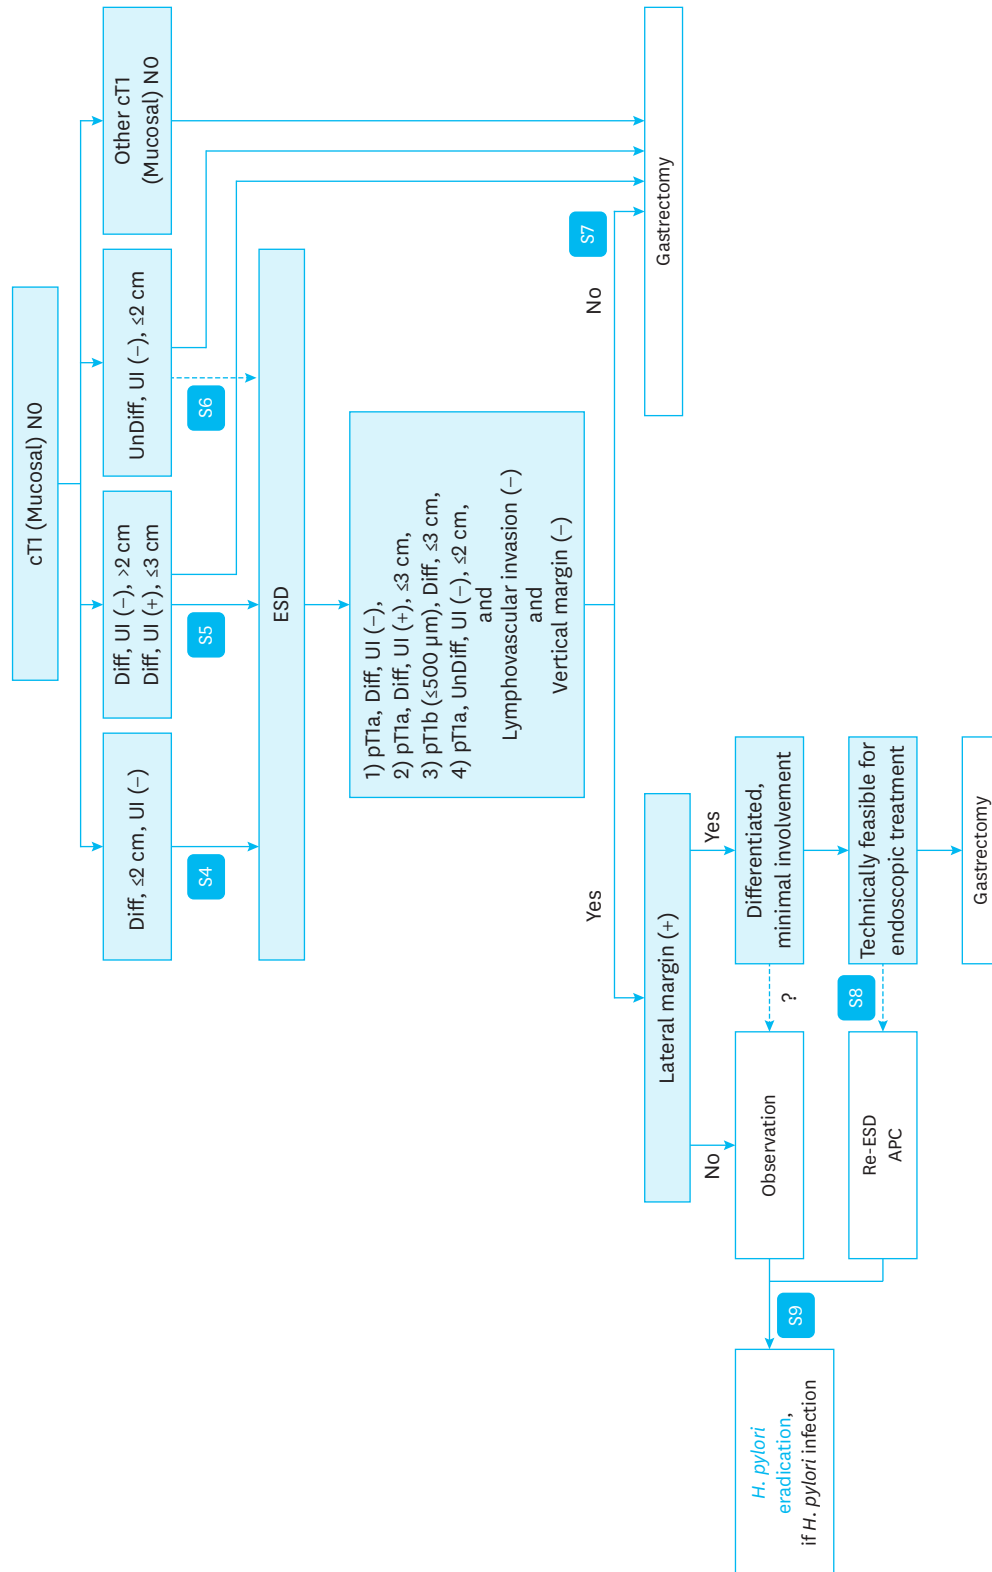 cT1 (Mucosal) N0
Diff, ≤2 cm, UI (−)
Diff, UI (−), >2 cm
Diff, UI (+), ≤3 cm
UnDiff, UI (−), ≤2 cm
Other cT1
(Mucosal) N0
S4
S5
S6
ESD
1) pT1a, Diff, UI (−),
2) pT1a, Diff, UI (+), ≤3 cm,
3) pT1b (≤500 µm), Diff, ≤3 cm,
4) pT1a, UnDiff, UI (−), ≤2 cm,
and
Lymphovascular invasion (−)
and
Vertical margin (−)
Yes
No
S7
Lateral margin (+)
Gastrectomy
No
Yes
Observation
?
Differentiated,
minimal involvement
S9
H. pylori
eradication,
if H. pylori infection
Re-ESD
APC
S8
Technically feasible for
endoscopic treatment
Gastrectomy